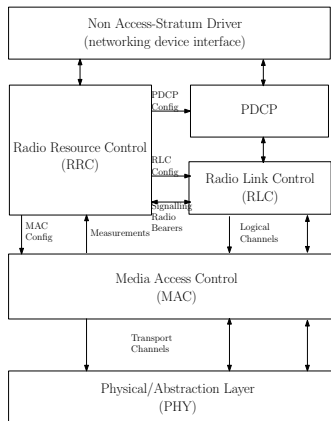 Non Access-Stratum Driver
(networking device interface)
PDCP
Config
PDCP
Radio Resource Control
(RRC)
RLC
Config
Radio Link Control
(RLC)
Signalling
Radio
Bearers
MAC
Config
Measurements
Logical
Channels
Media Access Control
(MAC)
Transport
Channels
Physical/Abstraction Layer
(PHY)